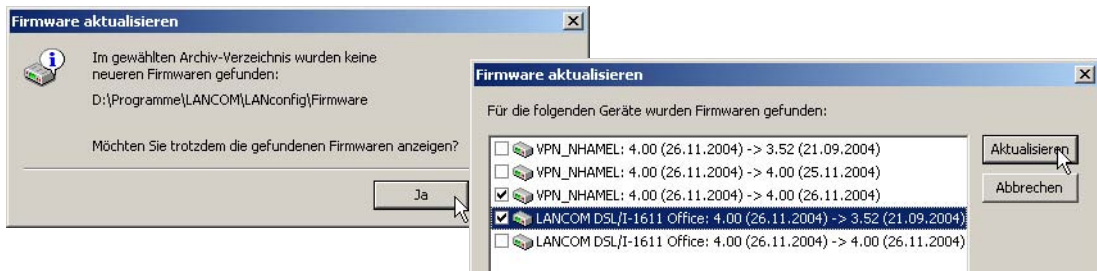 Firmware aktualisieren
Im gewählten Archiv-Verzeichnis wurden keine
neueren Firmwaren gefunden:
D:\Programme\LANCOM\LANconfig\Firmware
Möchten Sie trotzdem die gefundenen Firmwaren anzeigen?
Ja
Firmware aktualisieren
Für die folgenden Geräte wurden Firmwaren gefunden:
VPN_NHAMEL: 4.00 (26.11.2004) -> 3.52 (21.09.2004)
VPN_NHAMEL: 4.00 (26.11.2004) -> 4.00 (25.11.2004)
VPN_NHAMEL: 4.00 (26.11.2004) -> 4.00 (26.11.2004)
LANCOM DSL/I-1611 Office: 4.00 (26.11.2004) -> 3.52 (21.09.2004)
LANCOM DSL/I-1611 Office: 4.00 (26.11.2004) -> 4.00 (26.11.2004)
Aktualisieren
Abbrechen